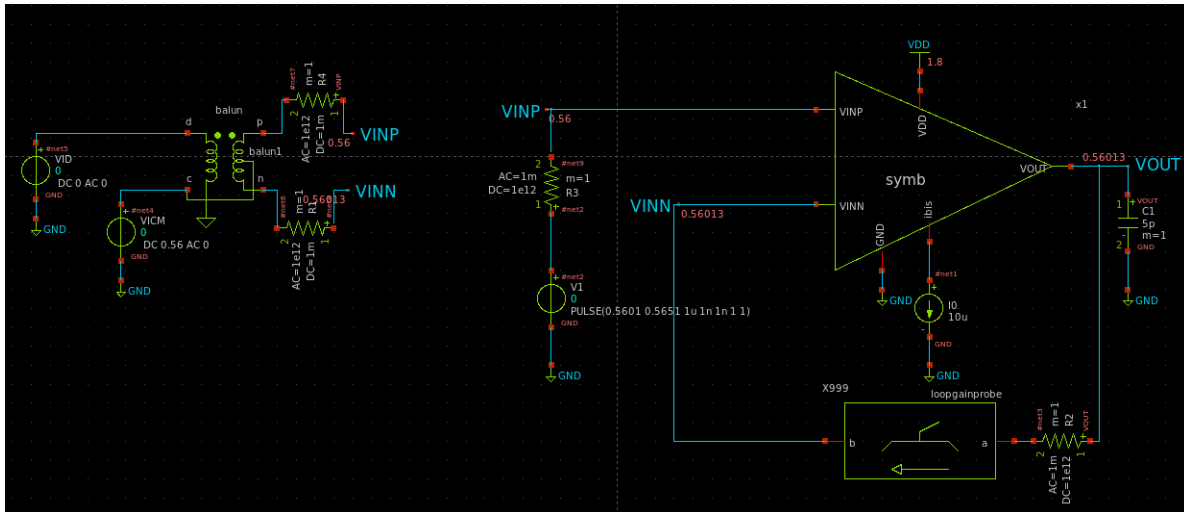 balun
d
p
balun1
c
n
#net5
+
VID
0
DC 0 AC 0
GND
GND
#net4
+
VICM
0
DC 0.56 AC 0
GND
GND
#net7
m=1
R4
VINP
+
2
1
AC=1e12
DC=1m
0.56
VINP
VINN
0.56013
#net6
m=1
R1
2
1
AC=1e12
DC=1m
VINP
0.56
2
#net9
AC=1m
DC=1e12
m=1
R3
1
#net2
#net2
+
V1
0
PULSE(0.5601 0.5651 1u 1n 1n 1 1)
GND
GND
VINN
0.56013
VDD
1.8
x1
VINP
VDD
symb
VOUT
VINN
ibis
GND
GND
0.56013
VOUT
+
VOUT
1
C1
5p
m=1
-
2
GND
GND
#net1
+
I0
10u
-
GND
GND
X999
loopgainprobe
b
a
#net3
m=1
R2
VOUT
+
2
1
AC=1m
DC=1e12